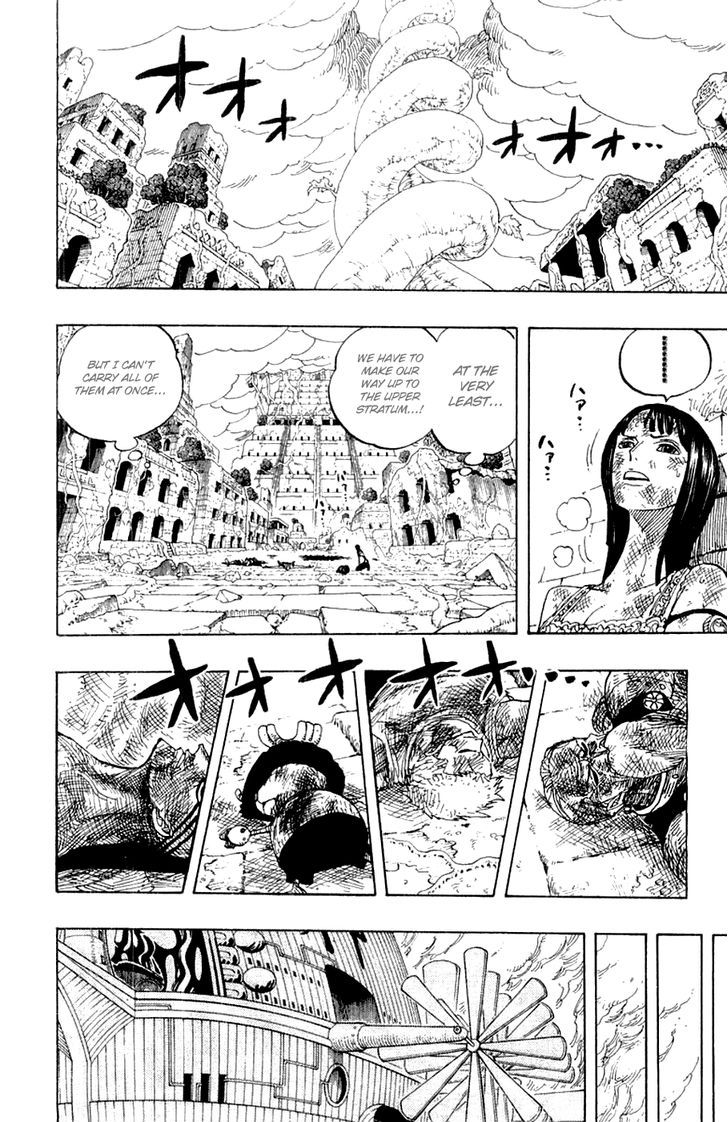 オオオ
オオオ...
ハァ...
ハァ...
AT THE
VERY
LEAST...
WE HAVE TO
MAKE OUR
WAY UP TO
THE UPPER
STRATUM...!
BUT I CAN'T
CARRY ALL OF
THEM AT ONCE...
オオオオオ...